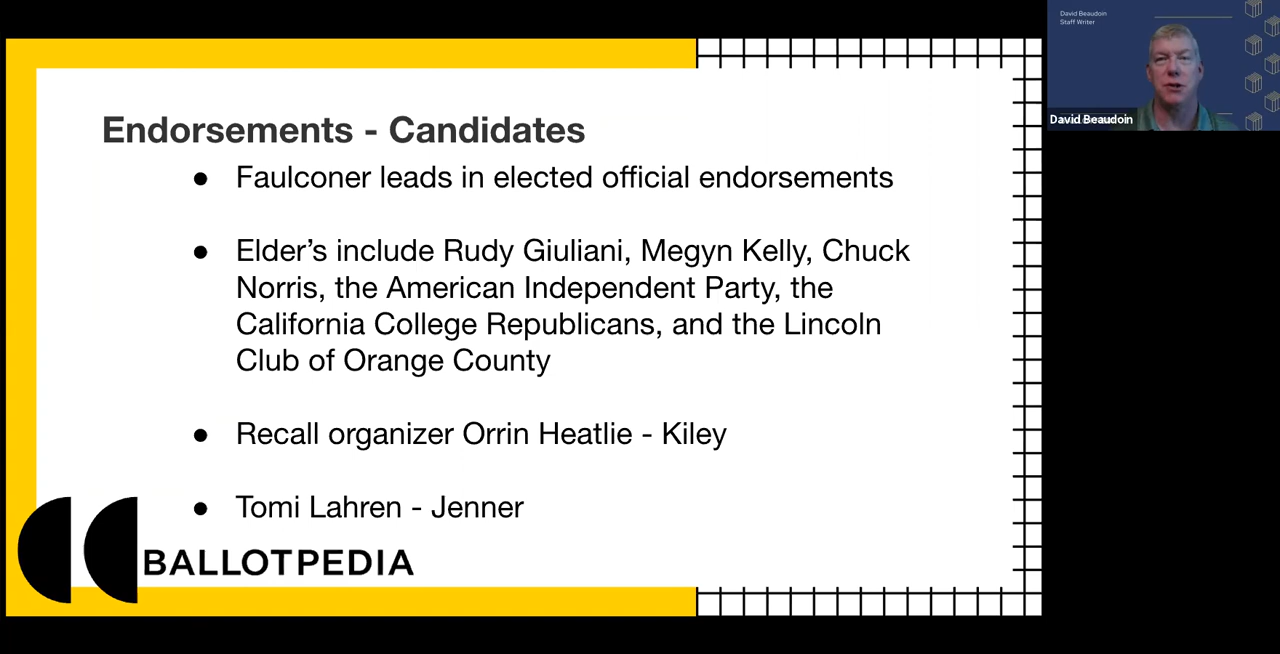 Endorsements - Candidates
● Faulconer leads in elected official endorsements
● Elder’s include Rudy Giuliani, Megyn Kelly, Chuck
Norris, the American Independent Party, the
California College Republicans, and the Lincoln
Club of Orange County
● Recall organizer Orrin Heatlie - Kiley
● Tomi Lahren - Jenner
BALLOTPEDIA
David Beaudoin
Staff Writer
David Beaudoin